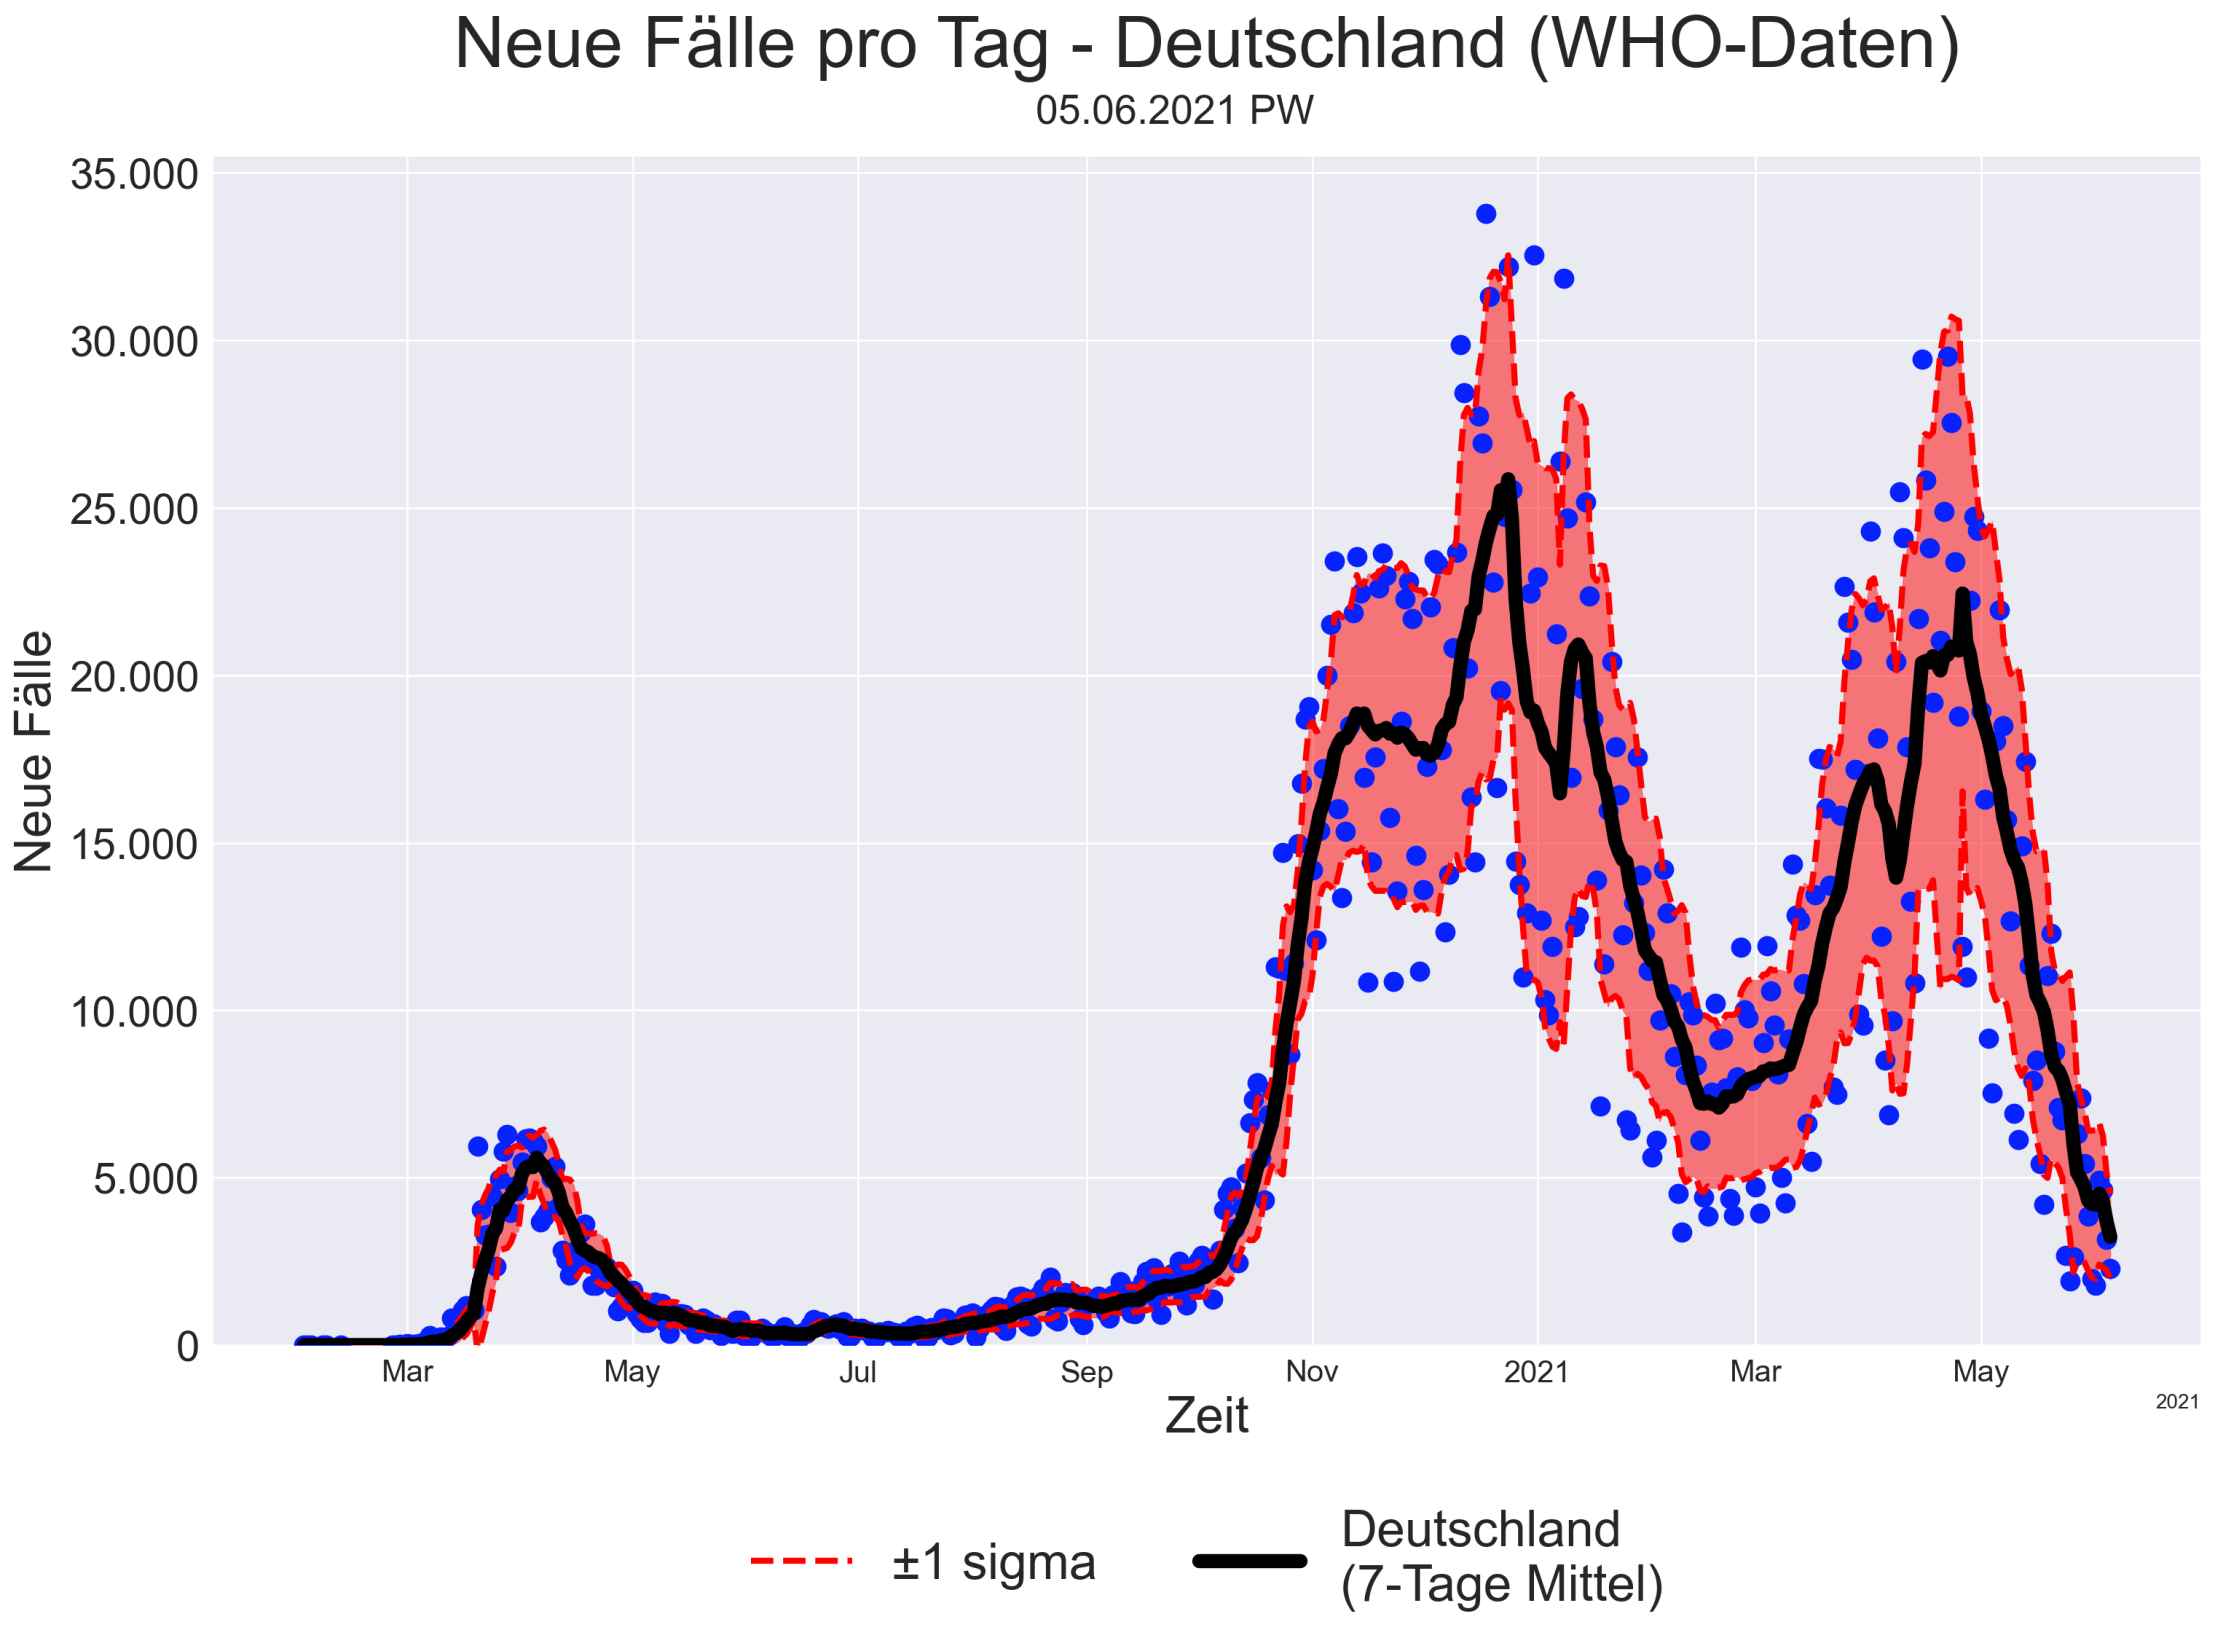 Neue Fälle pro Tag - Deutschland (WHO-Daten)
05.06.2021 PW
35.000
30.000
25.000
20.000
15.000
10.000
5.000
0
Neue Fälle
Mar
May
Jul
Sep
Nov
2021
Mar
May
2021
Zeit
±1 sigma
Deutschland
(7-Tage Mittel)